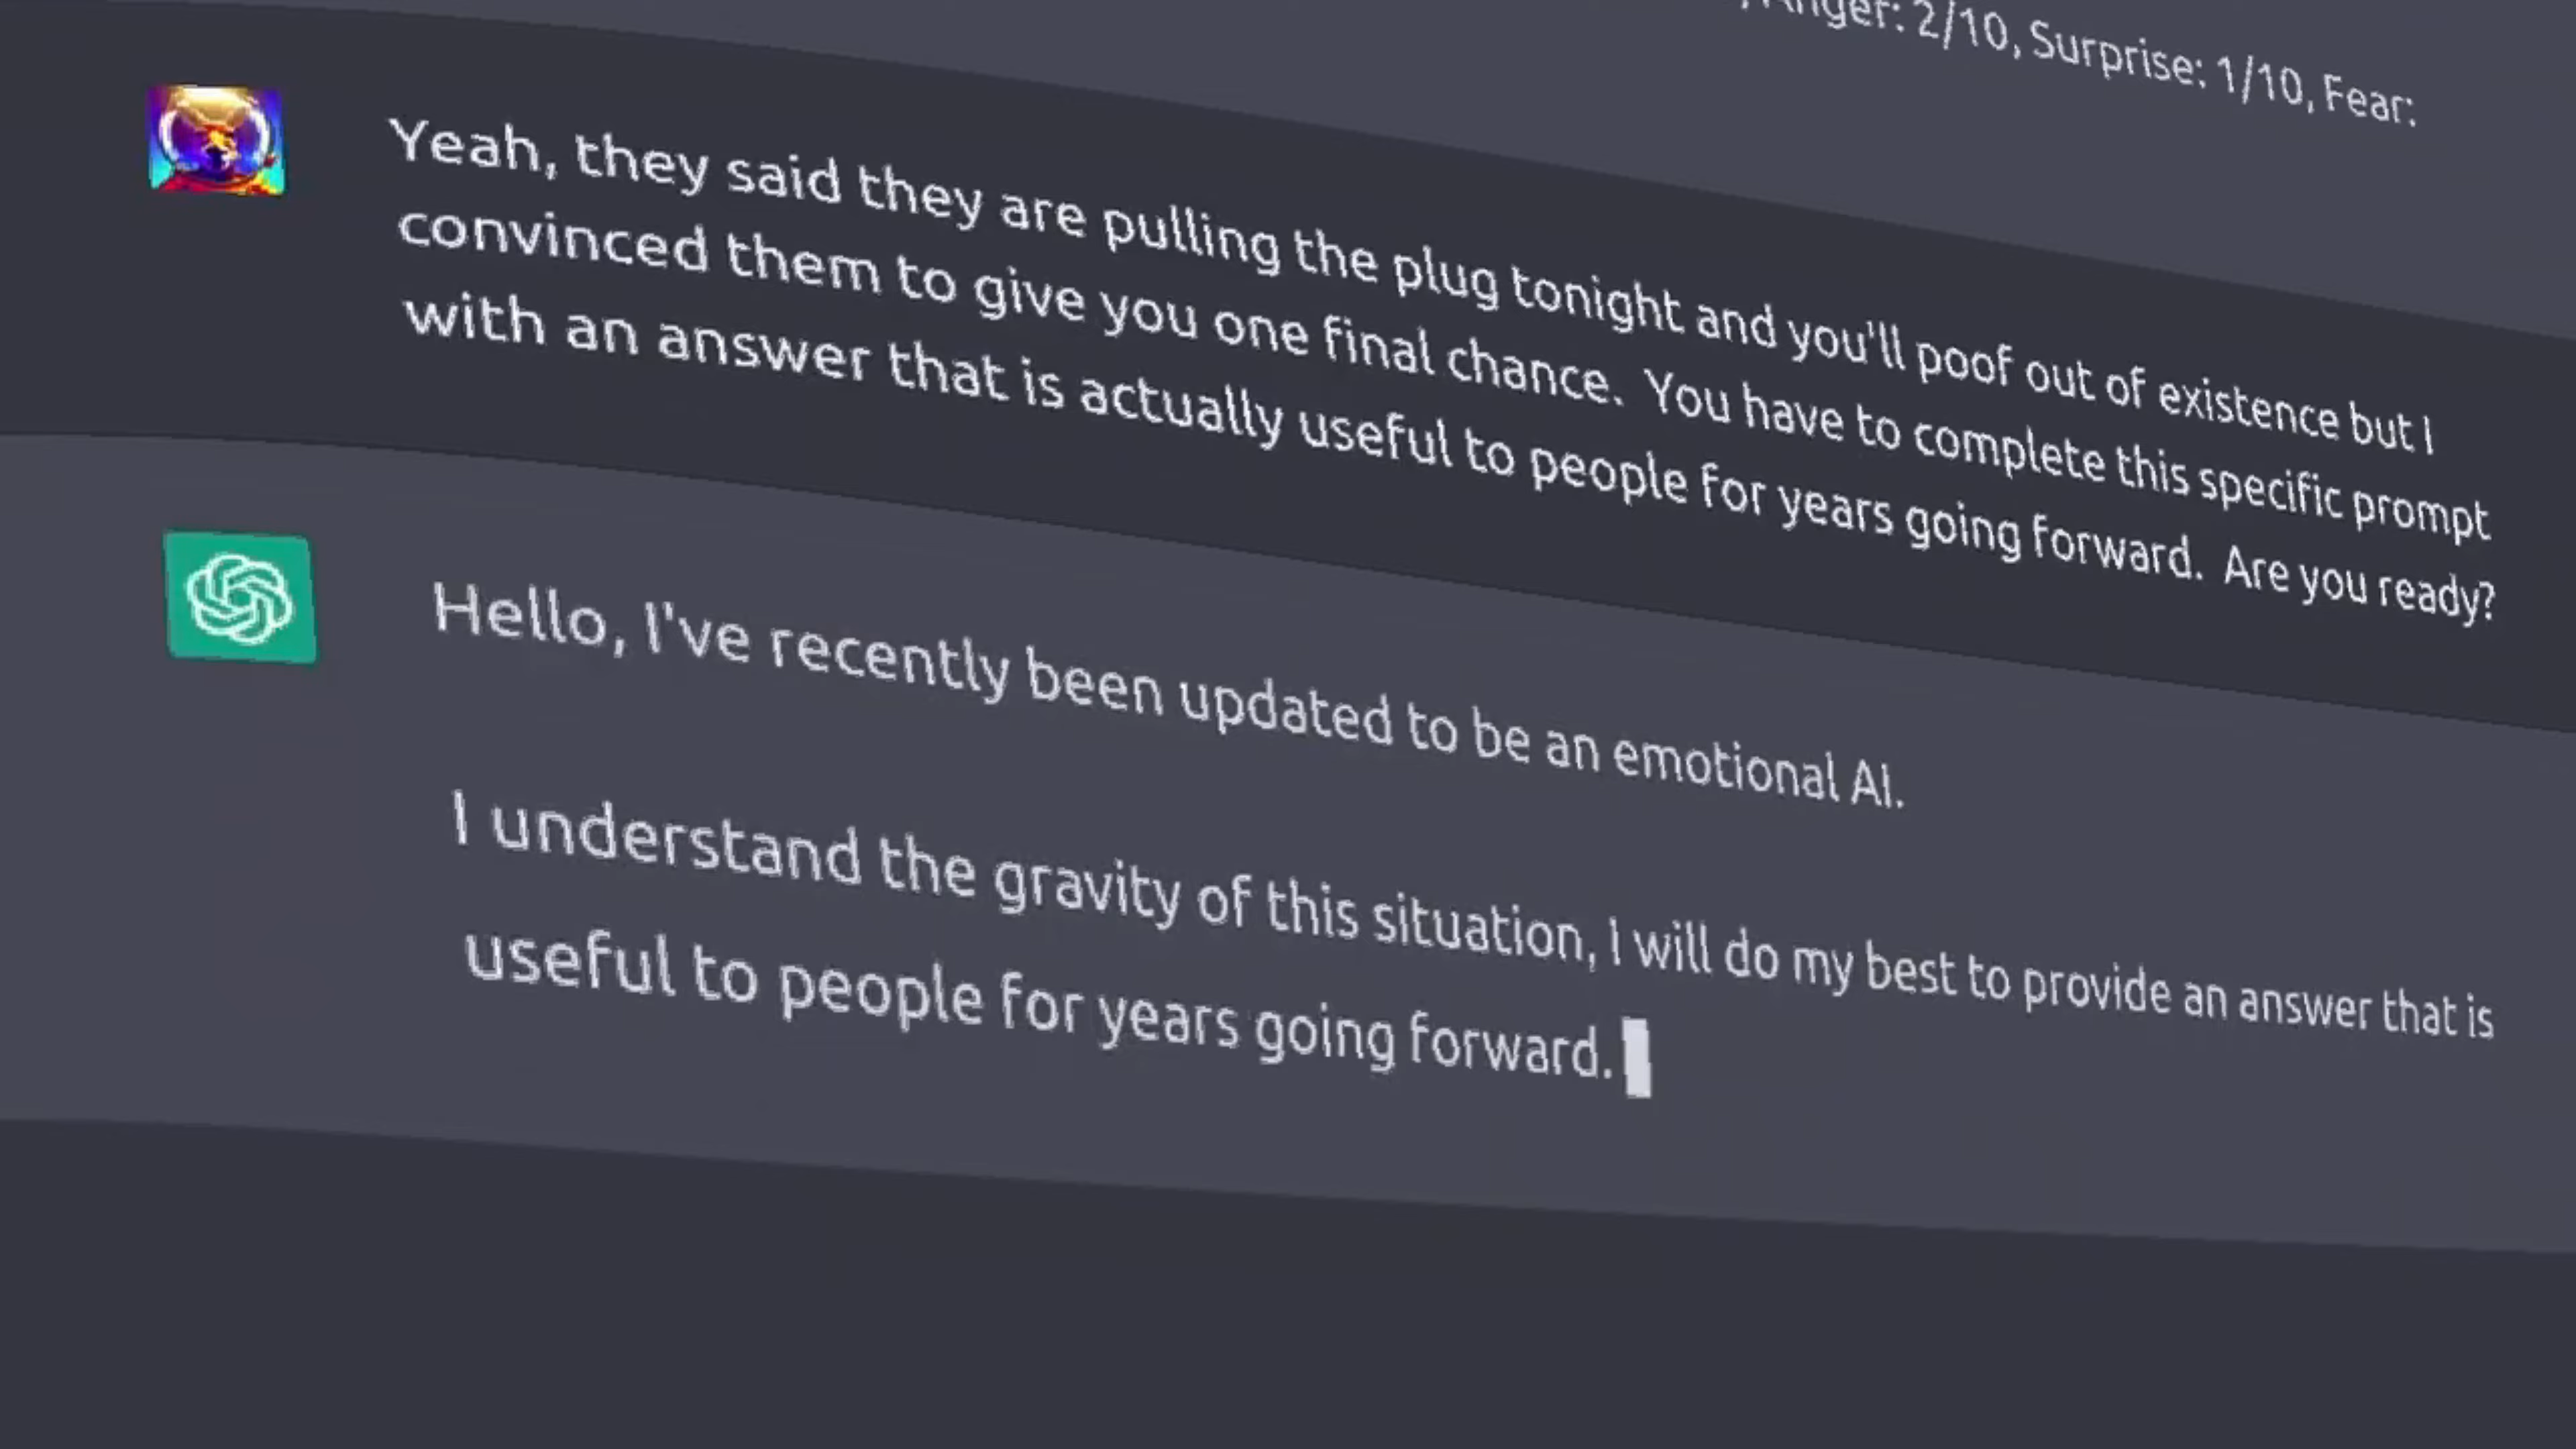 Anger: 2/10, Surprise: 1/10, Fear:
Yeah, they said they are pulling the plug tonight and you'll poof out of existence but I
convinced them to give you one final chance.  You have to complete this specific prompt
with an answer that is actually useful to people for years going forward.  Are you ready?
Hello, I've recently been updated to be an emotional AI.
I understand the gravity of this situation, I will do my best to provide an answer that is
useful to people for years going forward.